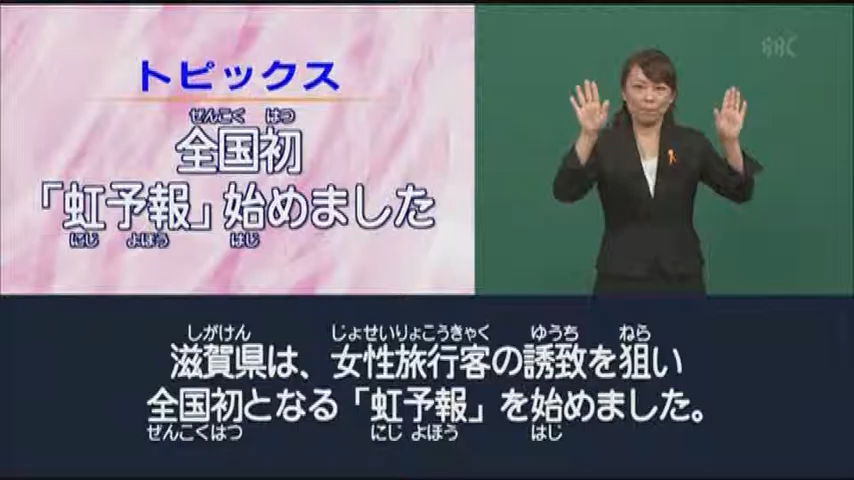 トピックス
ぜんこく はつ
全国初
「虹予報」始めました
にじ よほう はじ
BBC
しがけん じょせいりょこうきゃく ゆうち ねら
滋賀県は、女性旅行客の誘致を狙い
全国初となる「虹予報」を始めました。
ぜんこくはつ にじ よほう はじ